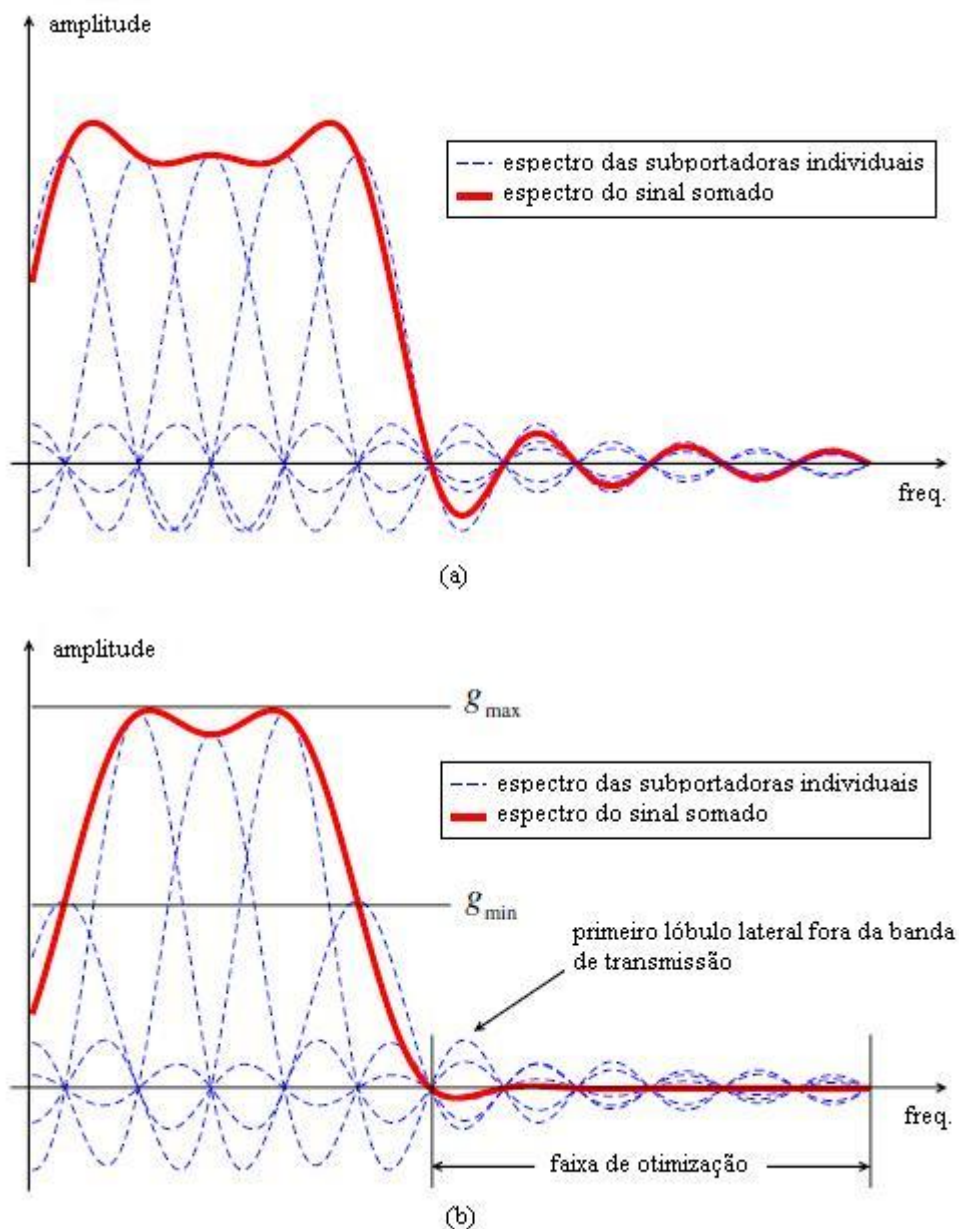 amplitude
espectro das subportadoras individuais
espectro do sinal somado
freq.
(a)
amplitude
g max
espectro das subportadoras individuais
espectro do sinal somado
g min
primeiro lóbulo lateral fora da banda
de transmissão
freq.
faixa de otimização
(b)